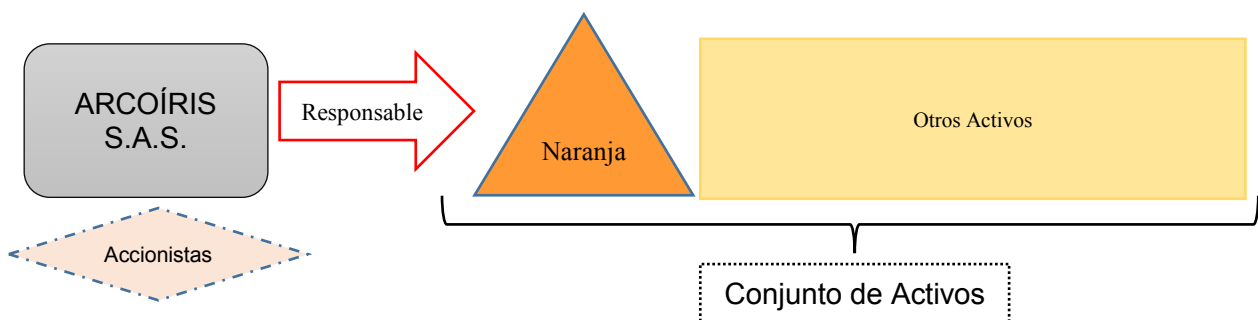 ARCOÍRIS
S.A.S.
Responsable
Naranja
Otros Activos
Accionistas
Conjunto de Activos